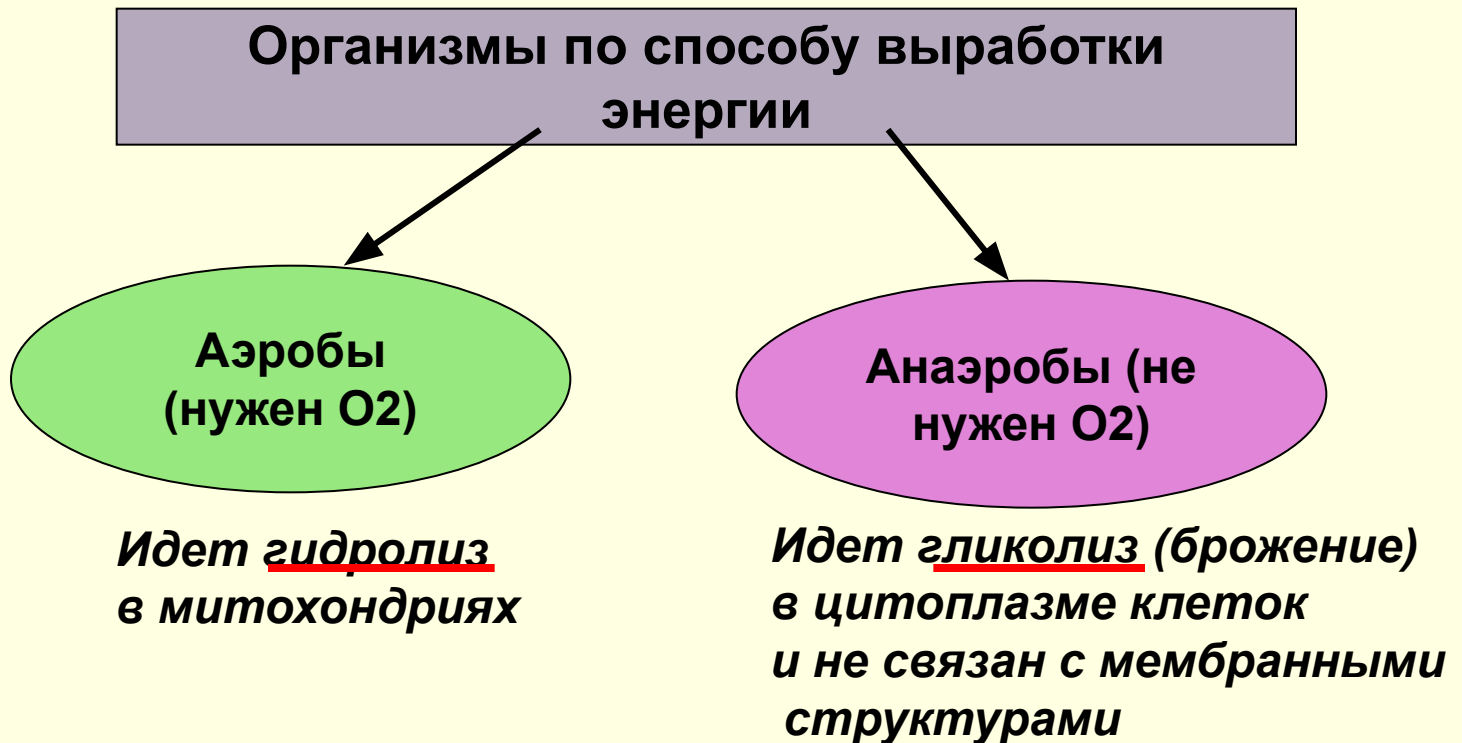 Организмы по способу выработки
энергии
Аэробы
(нужен О2)
Анаэробы (не
нужен О2)
Идет гидролиз
в митохондриях
Идет гликолиз (брожение)
в цитоплазме клеток
и не связан с мембранными
структурами